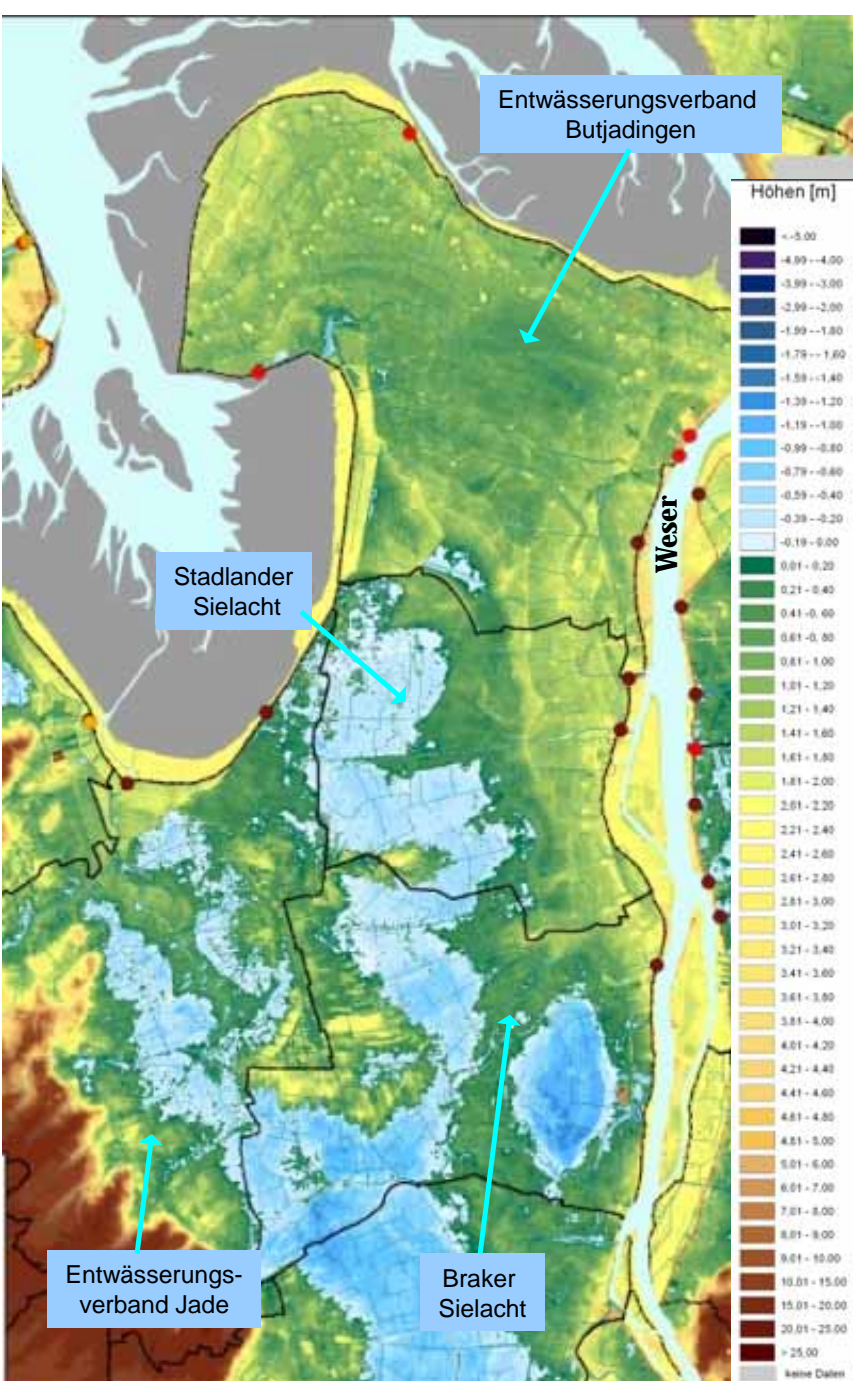 Entwässerungsverband
Butjadingen
Höhen [m]
< -5.00
-4.99 - -4.00
-3.99 - -3.00
-2.99 - -2.00
-1.99 - -1.80
-1.79 - - 1,60
-1.59 - -1.40
-1.39 - -1.20
-1.19 - -1.00
-0.99 - -0.80
-0.79 - -0.60
-0.59 - -0.40
-0.39 - -0.20
-0.19 - 0.00
0,01 - 0,20
0,21 - 0,40
0,41 - 0, 60
0,61 - 0, 80
0,81 - 1,00
1,01 - 1,20
1,21 - 1,40
1,41 - 1,60
1,61 - 1,80
1,81 - 2,00
2,01 - 2,20
2,21 - 2,40
2,41 - 2,60
2,61 - 2,80
2,81 - 3,00
3,01 - 3,20
3,21 - 3,40
3,41 - 3,60
3,61 - 3,80
3,81 - 4,00
4,01 - 4,20
4,21 - 4,40
4,41 - 4,60
4,61 - 4,80
4,81 - 5,00
5,01 - 6,00
6,01 - 7,00
7,01 - 8,00
8,01 - 9,00
9,01 - 10,00
10,01 - 15,00
15,01 - 20,00
20,01 - 25,00
> 25,00
keine Daten
Weser
Stadlander
Sielacht
Entwässerungs-
verband Jade
Braker
Sielacht